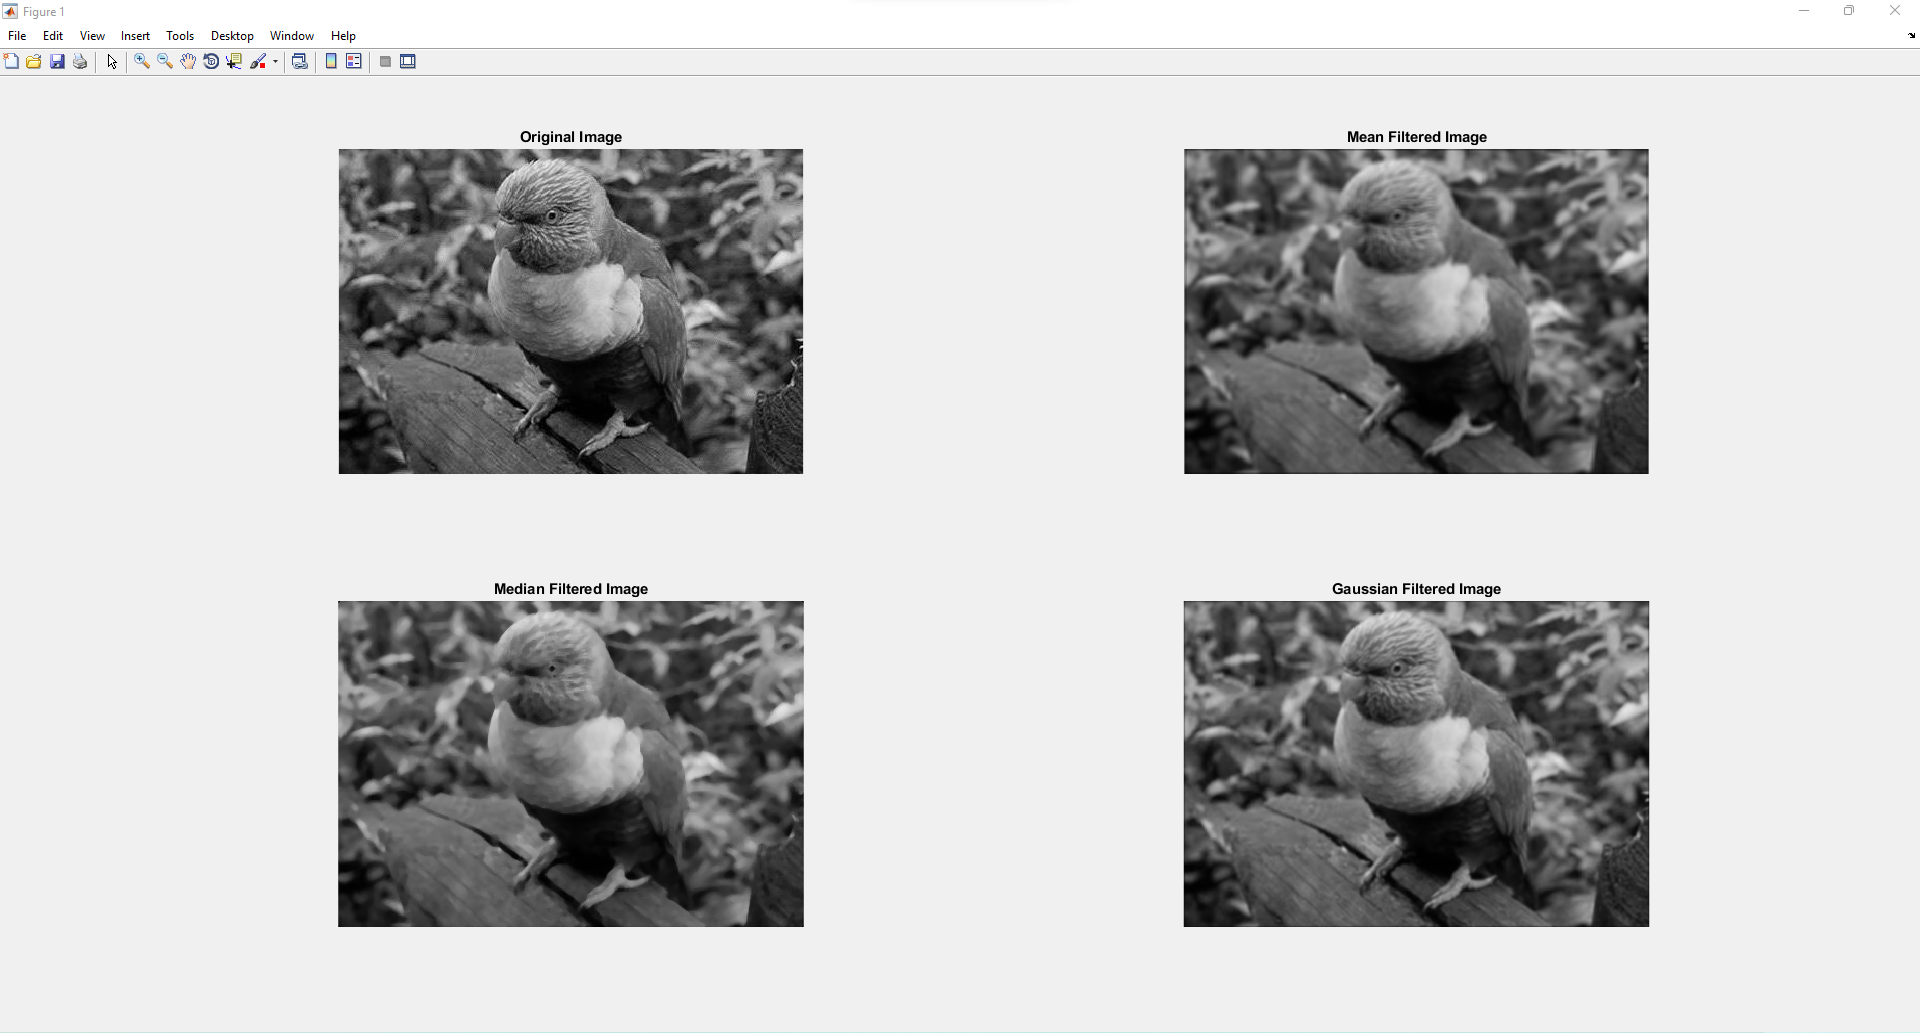 Figure 1
File Edit View Insert Tools Desktop Window Help
Original Image
Mean Filtered Image
Median Filtered Image
Gaussian Filtered Image